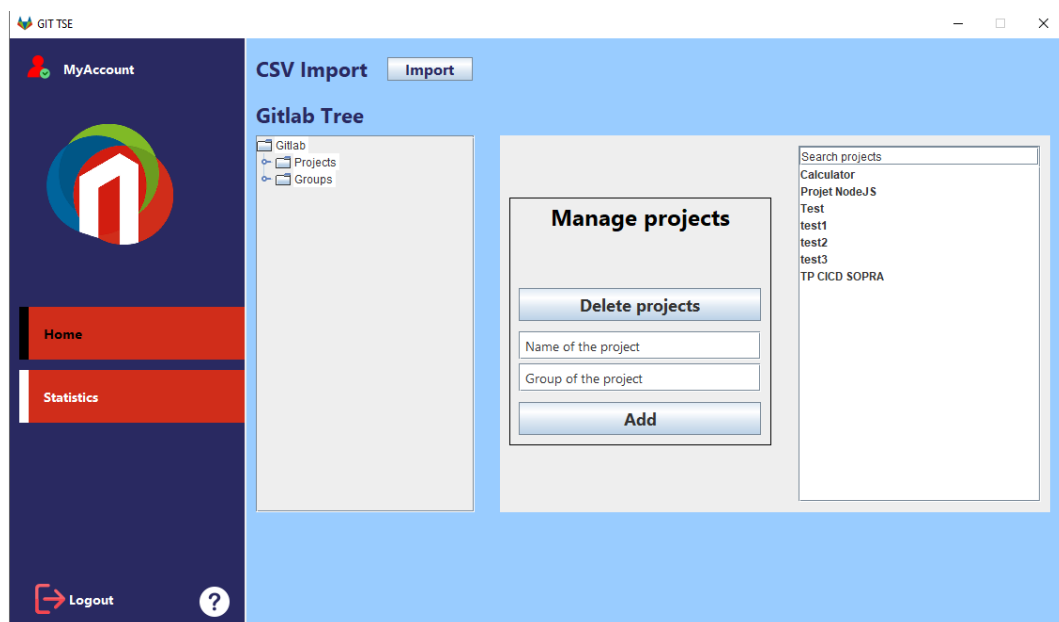 GIT TSE
MyAccount
CSV Import
Import
Gitlab Tree
Gitlab
Projects
Groups
Manage projects
Delete projects
Name of the project
Group of the project
Add
Search projects
Calculator
Projet NodeJS
Test
test1
test2
test3
TP CICD SOPRA
Home
Statistics
Logout
?